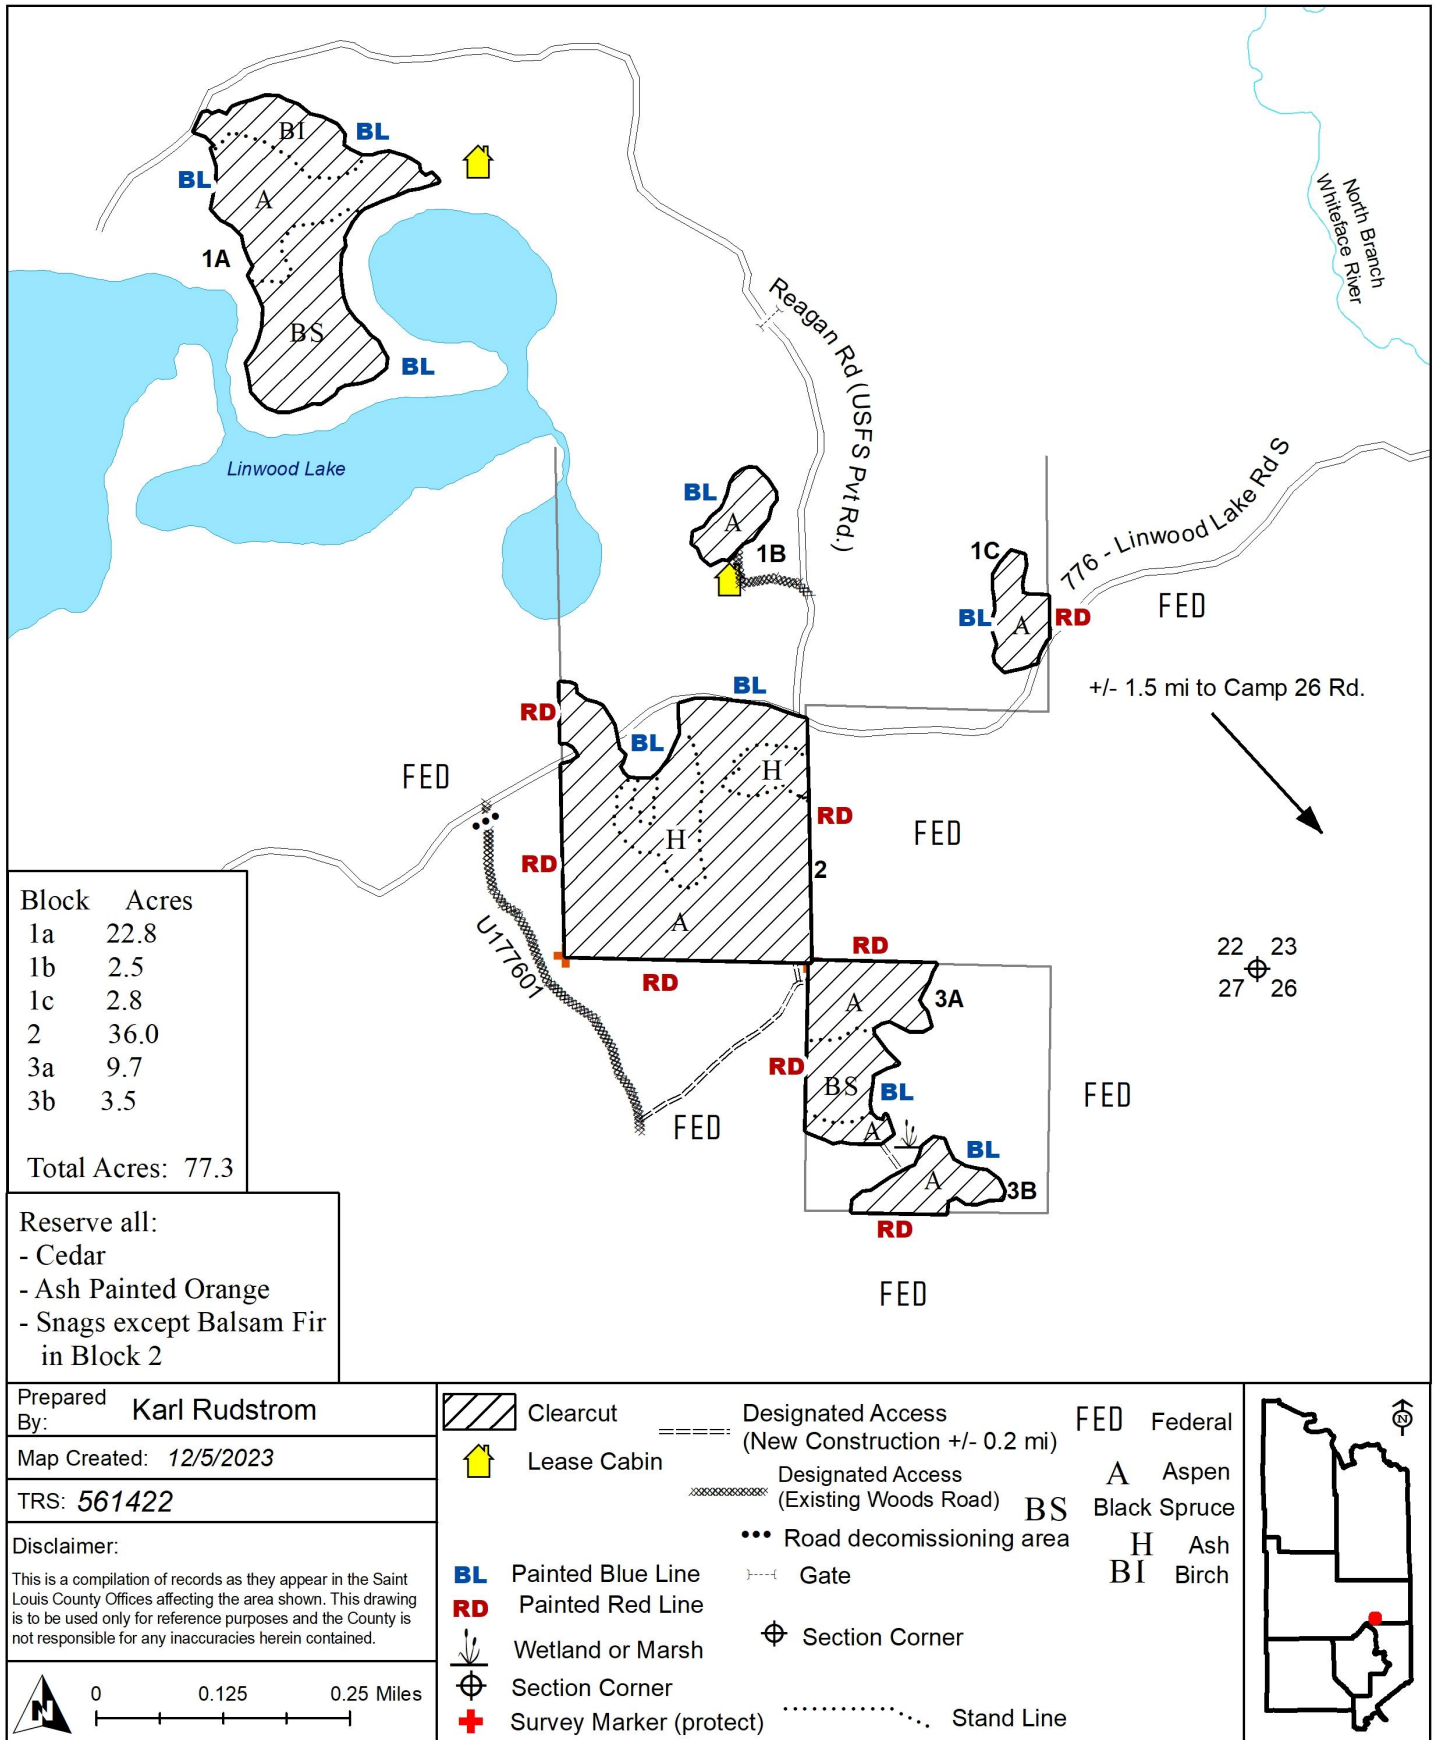 BI
BL
BL
A
1A
BS
BL
Linwood Lake
North Branch
Whiteface River
Reagan Rd (USFS Pvt Rd.)
BL
A
1B
776 - Linwood Lake Rd S
1C
BL
A
RD
FED
+/- 1.5 mi to Camp 26 Rd.
BL
RD
BL
H
FED
RD
FED
H
RD
2
A
U177601
RD
RD
22 23
27 26
A
3A
RD
BS
BL
FED
FED
A
BL
A
3B
RD
FED
Block Acres
1a 22.8
1b 2.5
1c 2.8
2 36.0
3a 9.7
3b 3.5
Total Acres: 77.3
Reserve all:
- Cedar
- Ash Painted Orange
- Snags except Balsam Fir
in Block 2
Prepared
By: Karl Rudstrom
Map Created: 12/5/2023
TRS: 561422
Disclaimer:
This is a compilation of records as they appear in the Saint
Louis County Offices affecting the area shown. This drawing
is to be used only for reference purposes and the County is
not responsible for any inaccuracies herein contained.
N
0 0.125 0.25 Miles
Clearcut
Lease Cabin
BL Painted Blue Line
RD Painted Red Line
Wetland or Marsh
Section Corner
Survey Marker (protect)
Designated Access
(New Construction +/- 0.2 mi)
Designated Access
(Existing Woods Road)
Road decomissioning area
Gate
Section Corner
Stand Line
FED Federal
A Aspen
BS Black Spruce
H Ash
BI Birch
N